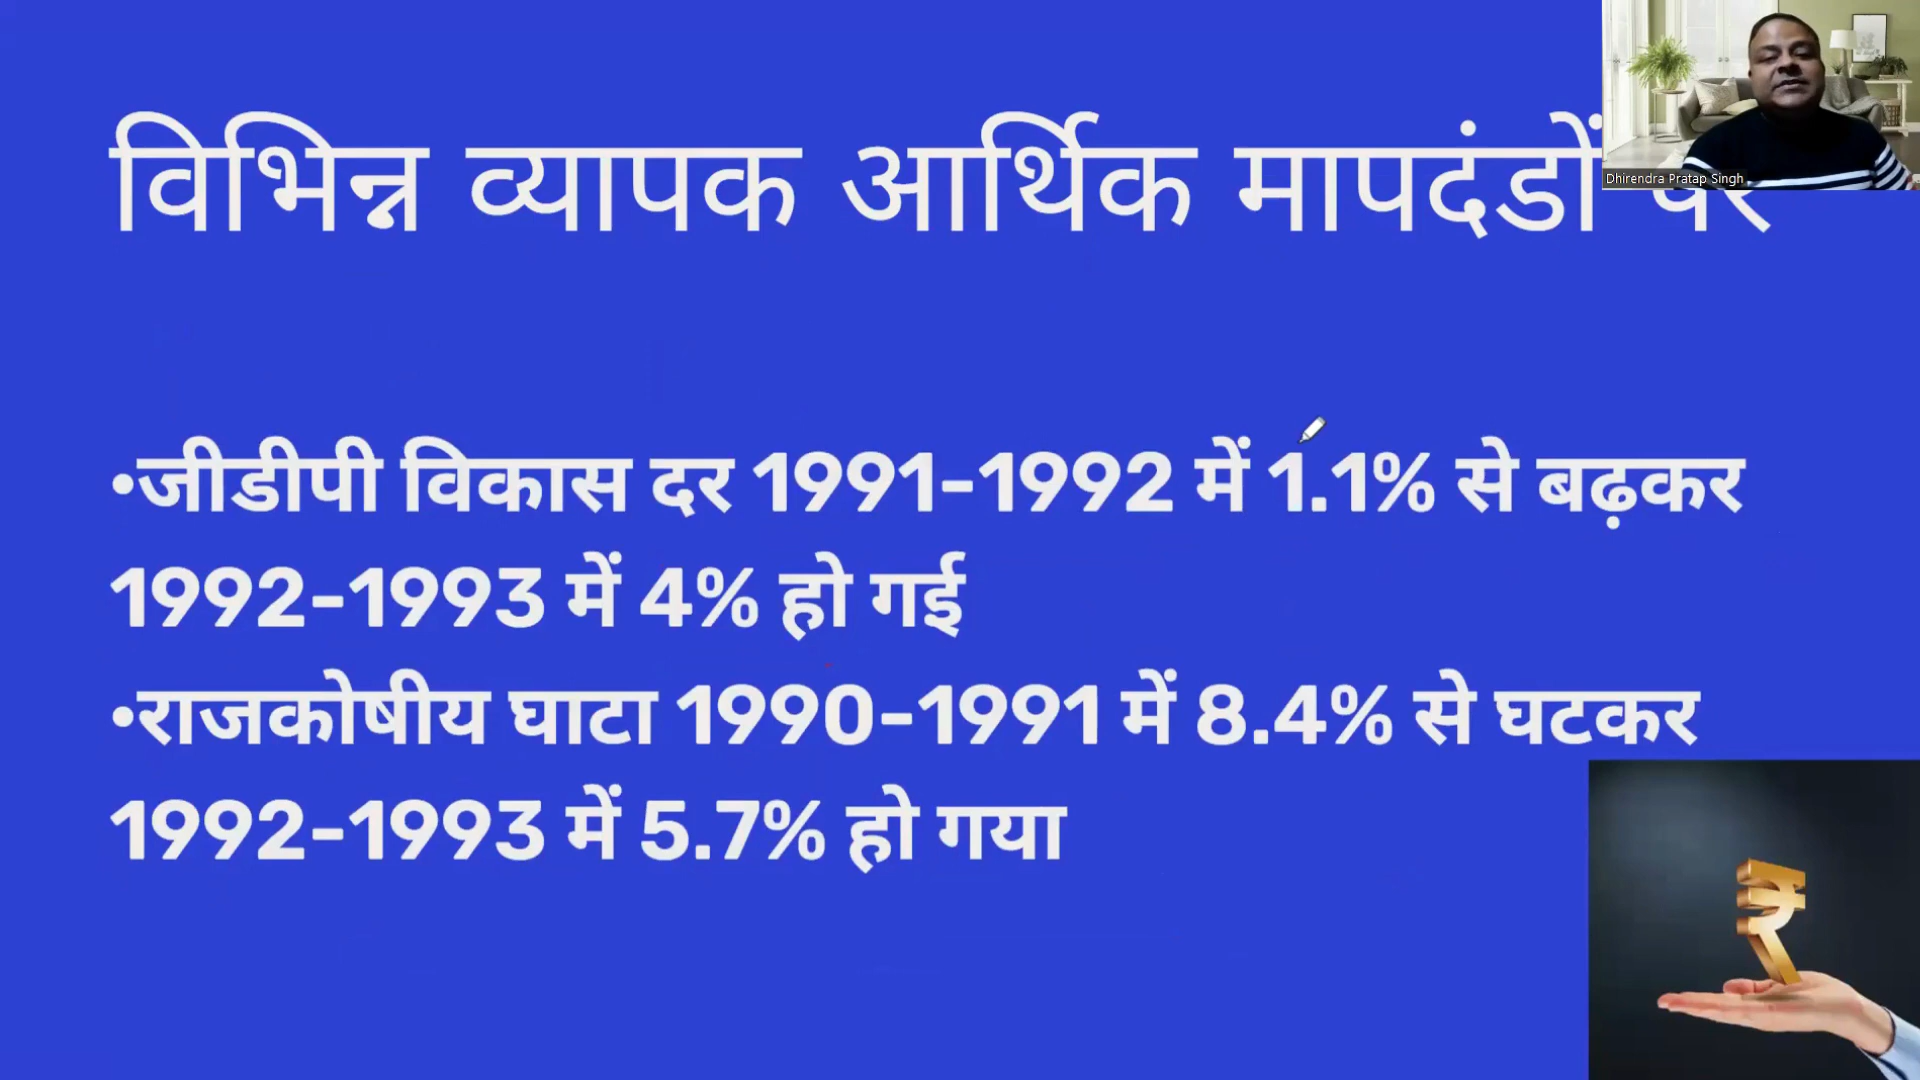 विभिन्न व्यापक आर्थिक मापदंडों पर
Dhirendra Pratap Singh
•जीडीपी विकास दर 1991-1992 में 1.1% से बढ़कर
1992-1993 में 4% हो गई
•राजकोषीय घाटा 1990-1991 में 8.4% से घटकर
1992-1993 में 5.7% हो गया
₹